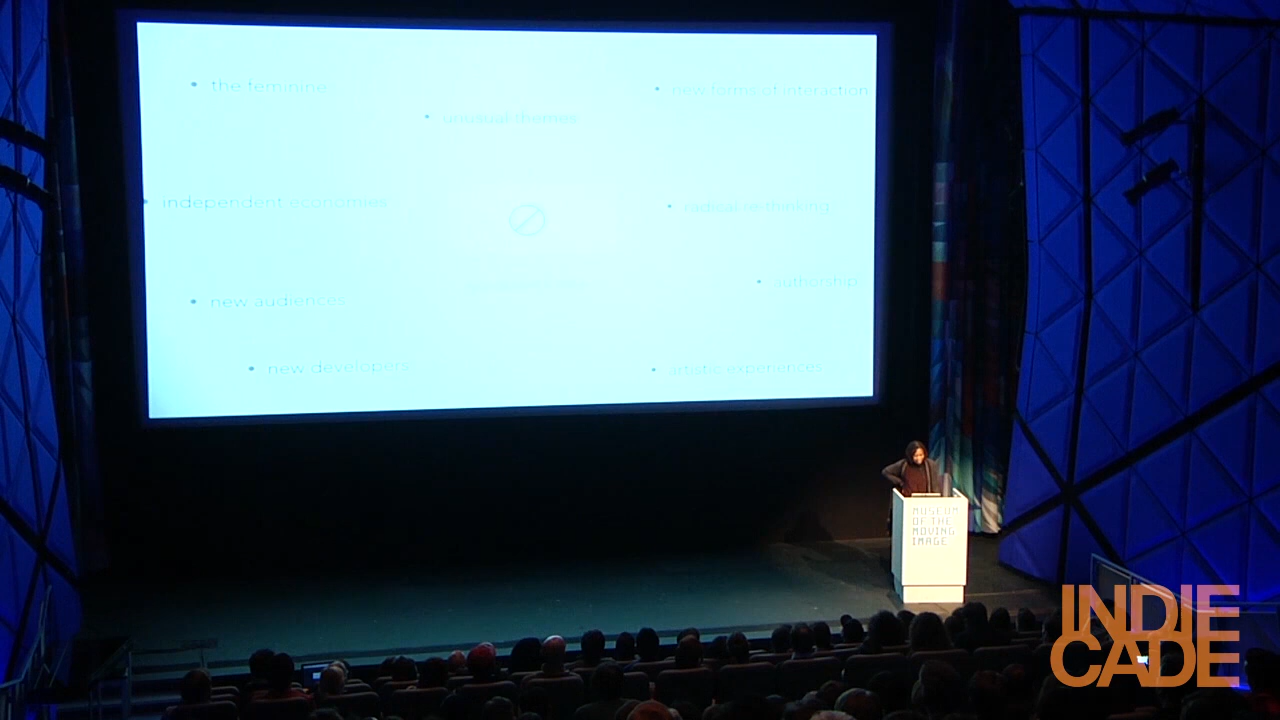 • the feminine
• new forms of interaction
• unusual themes
• independent economies
• radical rethinking
• authorship
• new audiences
• new developers
• artistic experiences
MUSEUM
OF THE
MOVING
IMAGE
INDIE
CADE